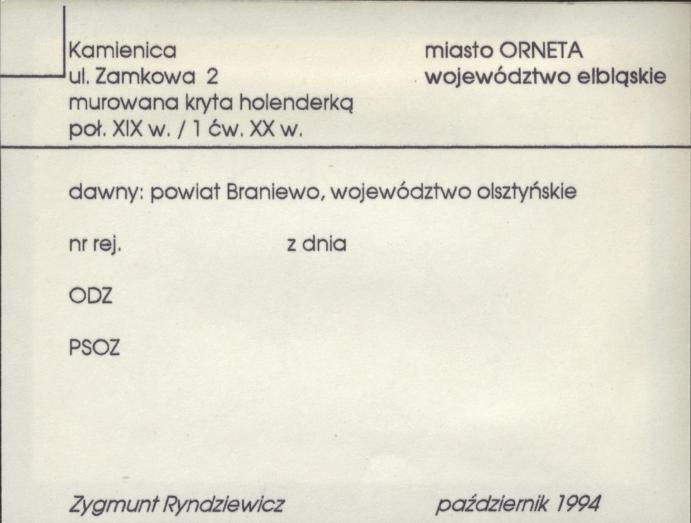 Kamienica miasto ORNETA
ul. Zamkowa 2 województwo elbląskie
murowana kryta holenderką
poł. XIX w. / 1 ćw. XX w.
dawny: powiat Braniewo, województwo olsztyńskie
nr rej. z dnia
ODZ
PSOZ
Zygmunt Ryndziewicz październik 1994